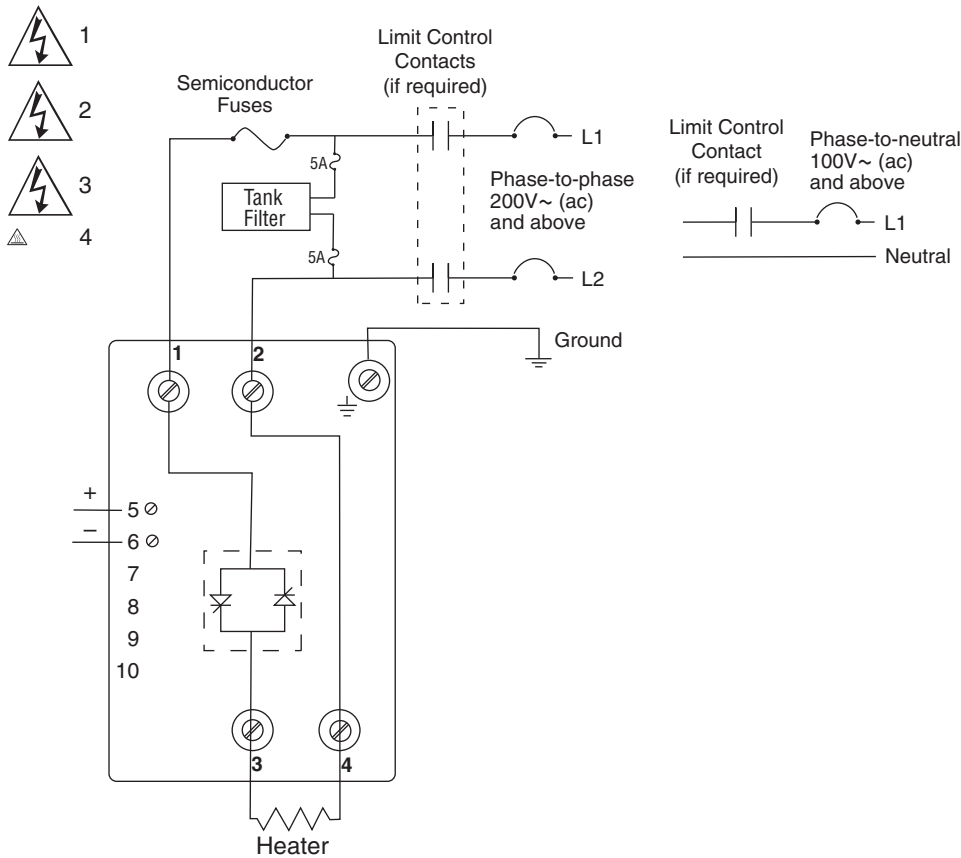 1
2
3
4
Semiconductor
Fuses
Limit Control
Contacts
(if required)
L1
5A
Tank
Filter
5A
Phase-to-phase
200V~ (ac)
and above
L2
Limit Control
Contact
(if required)
Phase-to-neutral
100V~ (ac)
and above
L1
Neutral
Ground
1
2
+
5
–
6
7
8
9
10
3
4
Heater